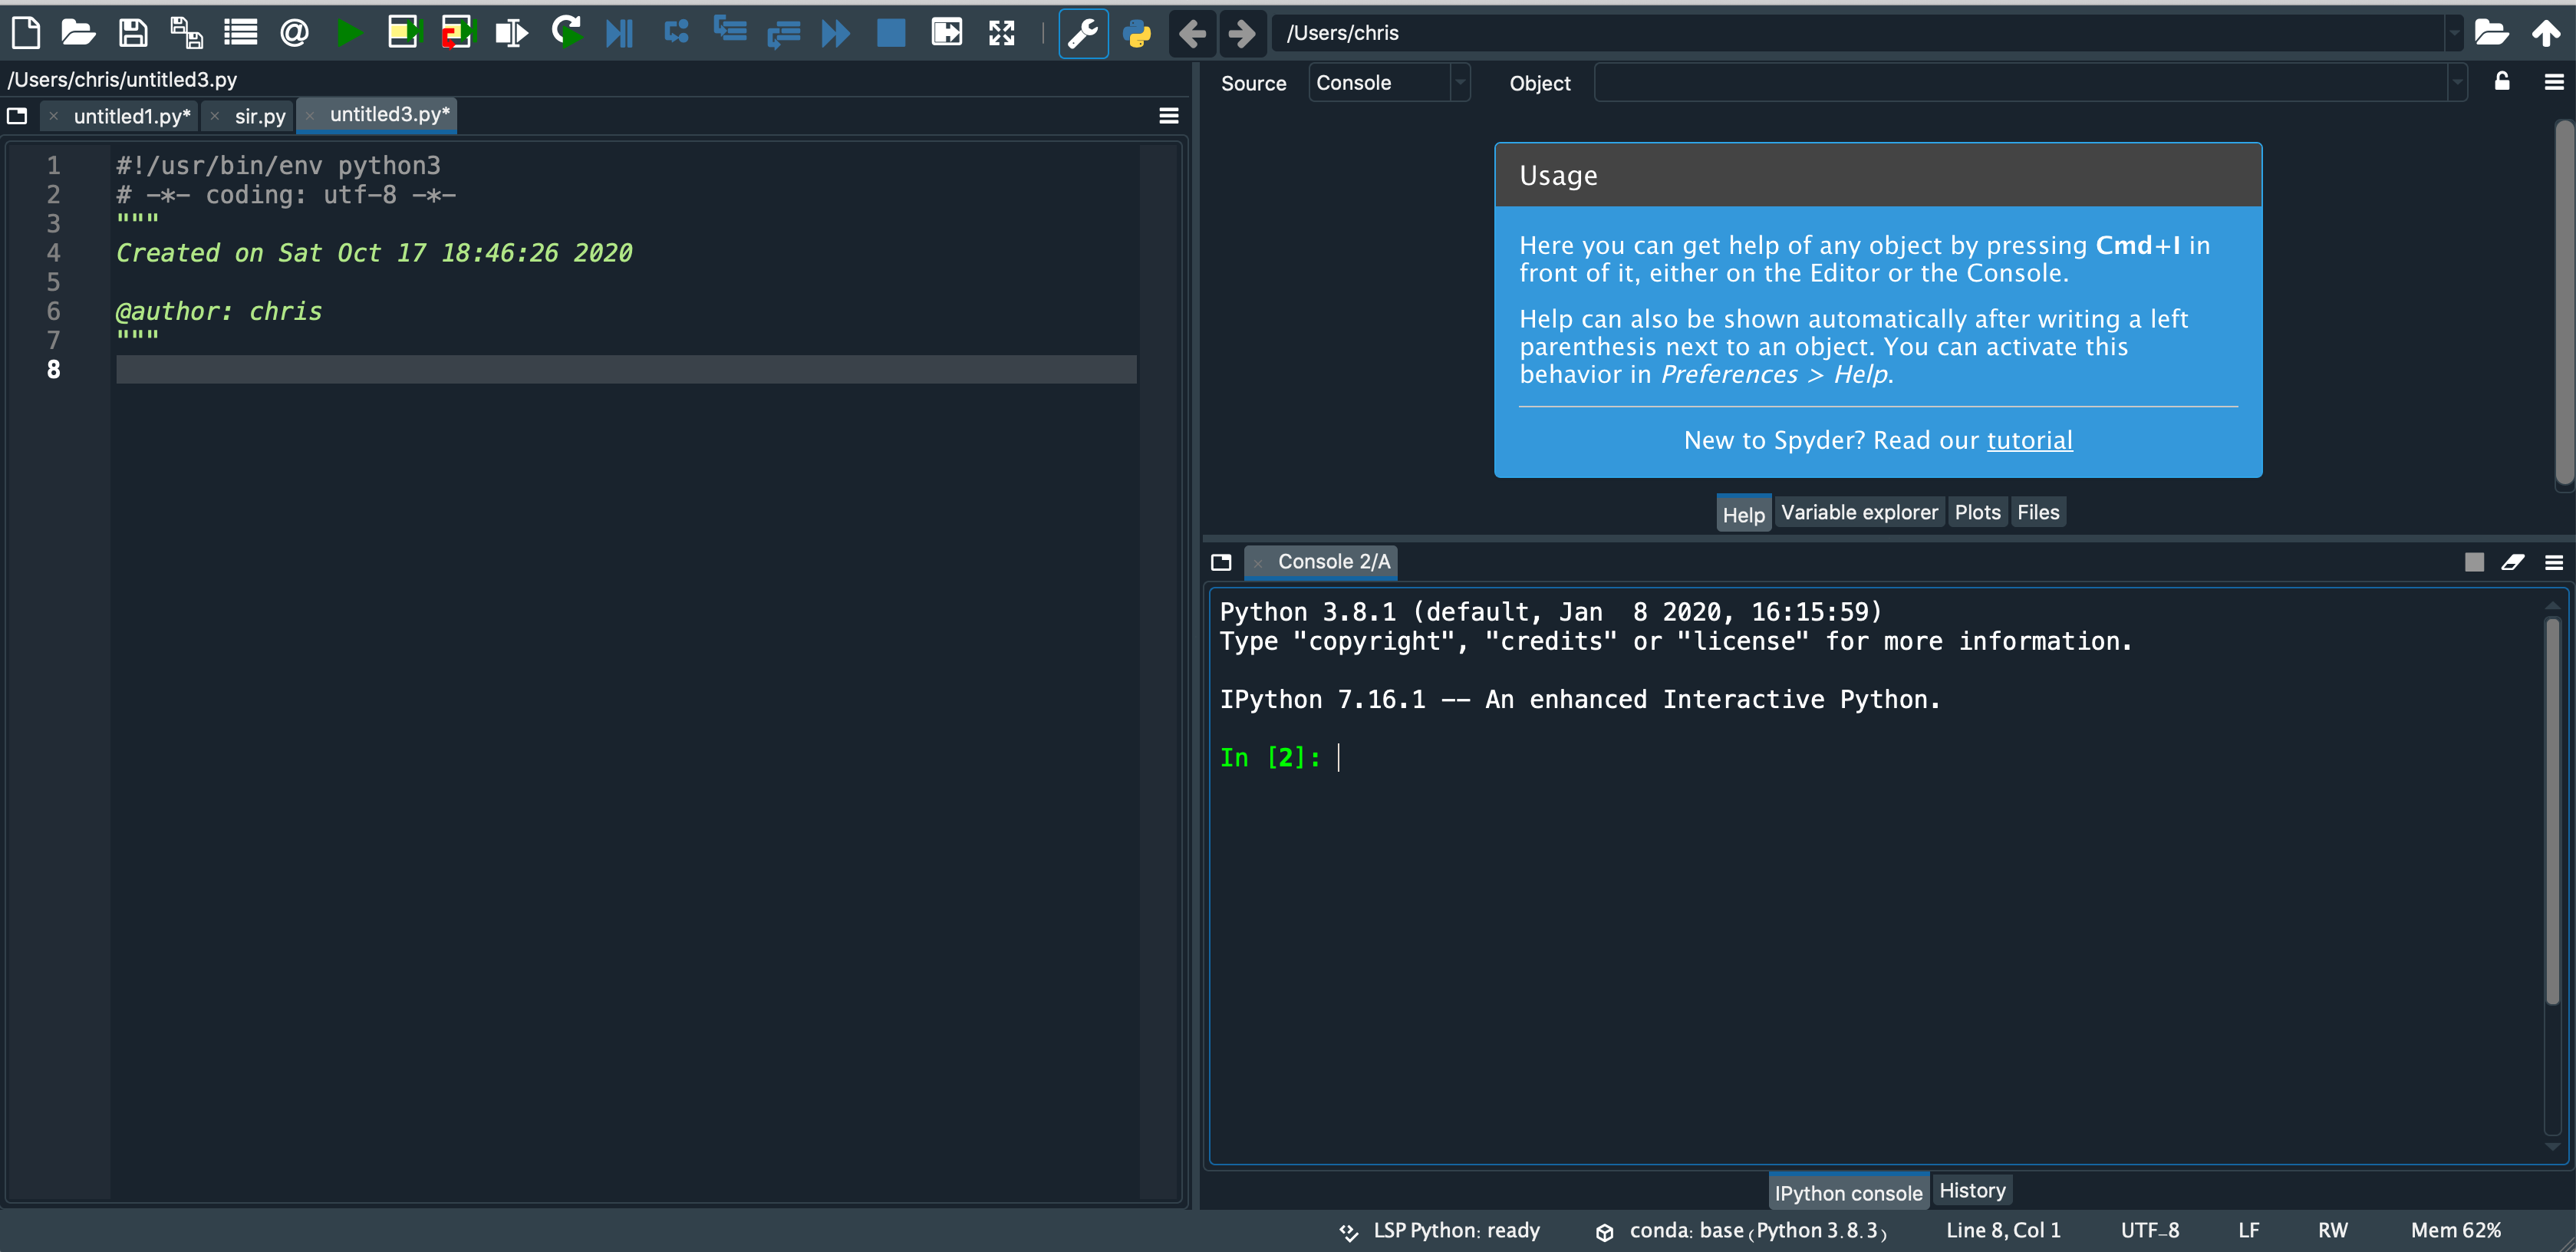 /Users/chris
/Users/chris/untitled3.py
untitled1.py*
sir.py
untitled3.py*
1 #!/usr/bin/env python3
2 # -*- coding: utf-8 -*-
3 """
4 Created on Sat Oct 17 18:46:26 2020
5
6 @author: chris
7 """
8
Source Console Object
Usage
Here you can get help of any object by pressing Cmd+I in
front of it, either on the Editor or the Console.
Help can also be shown automatically after writing a left
parenthesis next to an object. You can activate this
behavior in Preferences > Help.
New to Spyder? Read our tutorial
Help Variable explorer Plots Files
Console 2/A
Python 3.8.1 (default, Jan  8 2020, 16:15:59)
Type "copyright", "credits" or "license" for more information.
IPython 7.16.1 -- An enhanced Interactive Python.
In [2]:
IPython console History
LSP Python: ready conda: base (Python 3.8.3) Line 8, Col 1 UTF-8 LF RW Mem 62%